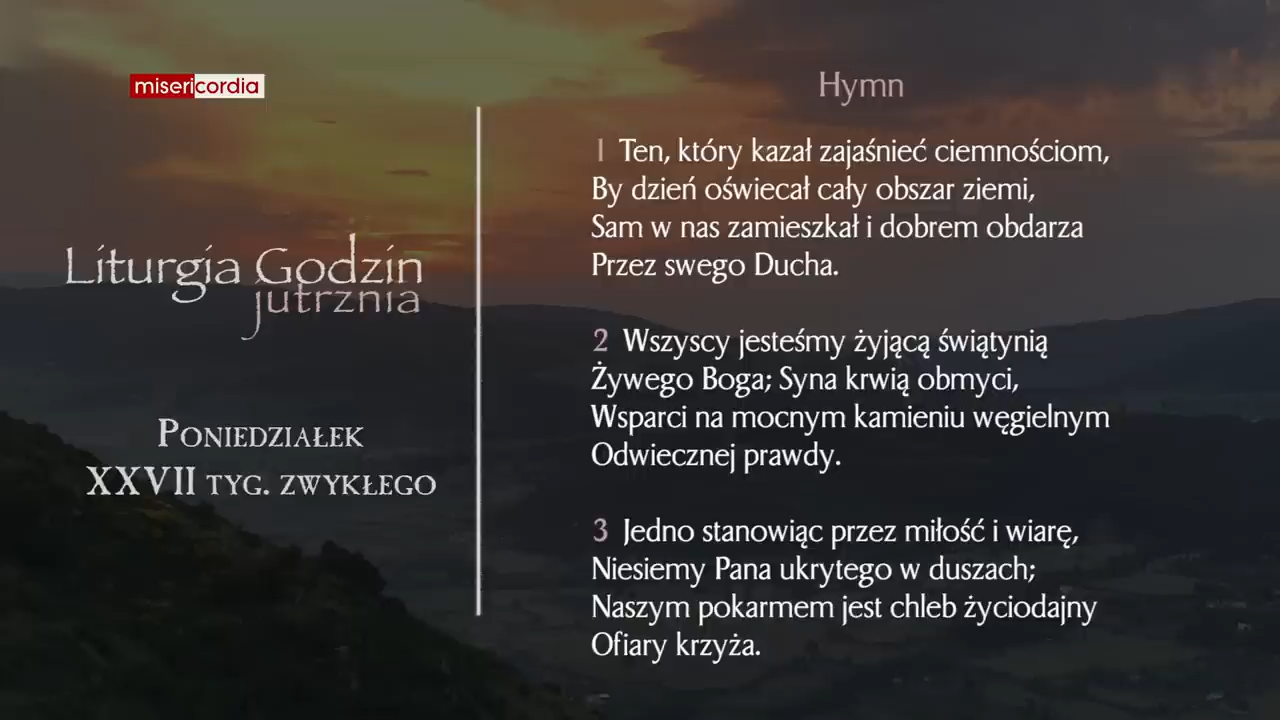 misericordia
Liturgia Godzin
jutrznia
Poniedziałek
XXVII tyg. zwykłego
Hymn
1 Ten, który kazał zajaśnieć ciemnościom,
By dzień oświecał cały obszar ziemi,
Sam w nas zamieszkał i dobrem obdarza
Przez swego Ducha.
2 Wszyscy jesteśmy żyjącą świątynią
Żywego Boga; Syna krwią obmyci,
Wsparci na mocnym kamieniu węgielnym
Odwiecznej prawdy.
3 Jedno stanowiąc przez miłość i wiarę,
Niesiemy Pana ukrytego w duszach;
Naszym pokarmem jest chleb życiodajny
Ofiary krzyża.